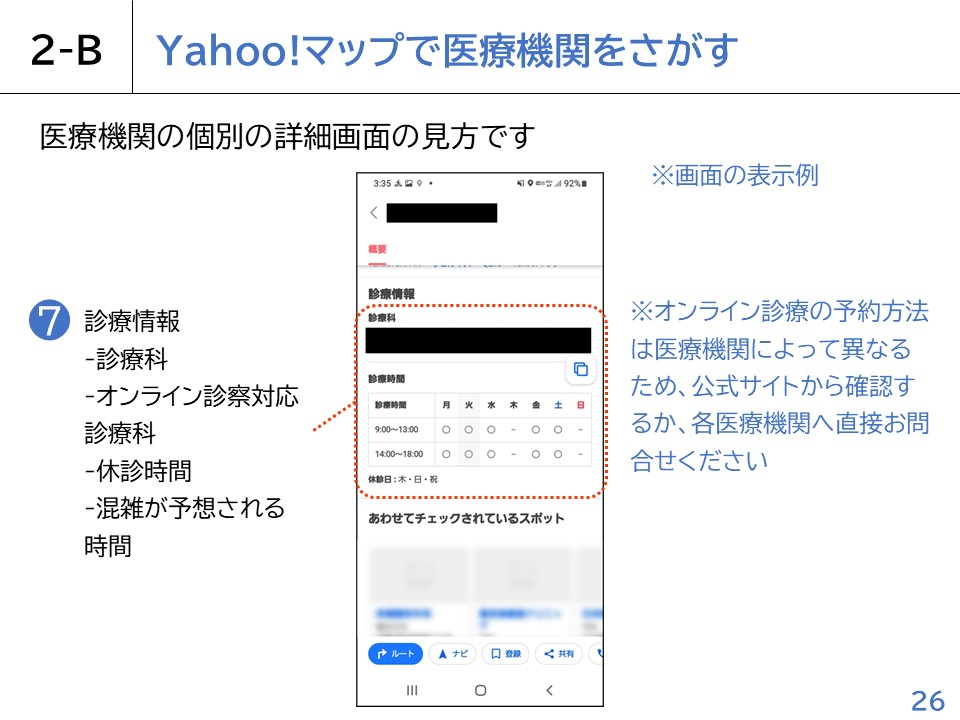 2-B
Yahoo!マップで医療機関をさがす
医療機関の個別の詳細画面の見方です
※画面の表示例
3:35
92%
概要
診療情報
診療科
診療時間
診療時間 月 火 水 木 金 土 日
9:00〜13:00 〇 〇 〇 - 〇 〇 -
14:00〜18:00 〇 〇 〇 - 〇 〇 -
休診日:木・日・祝
あわせてチェックされているスポット
ルート ナビ 登録 共有
7
診療情報
-診療科
-オンライン診察対応
診療科
-休診時間
-混雑が予想される
時間
※オンライン診療の予約方法
は医療機関によって異なる
ため、公式サイトから確認す
るか、各医療機関へ直接お問
合せください
26